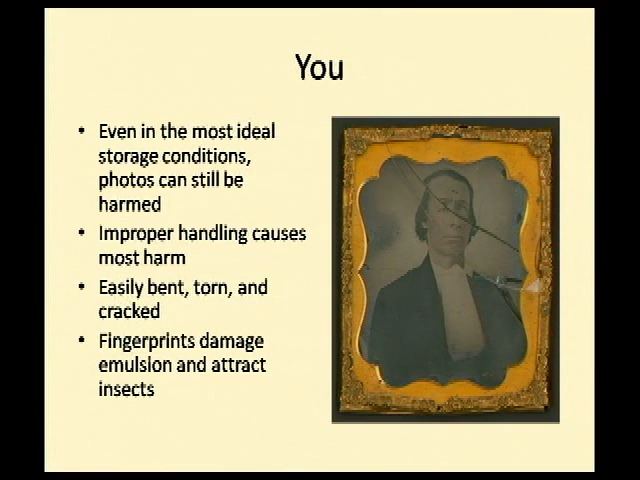 You
• Even in the most ideal
storage conditions,
photos can still be
harmed
• Improper handling causes
most harm
• Easily bent, torn, and
cracked
• Fingerprints damage
emulsion and attract
insects